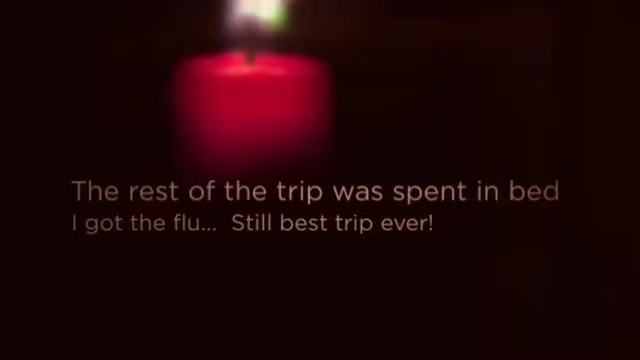 The rest of the trip was spent in bed
I got the flu... Still best trip ever!